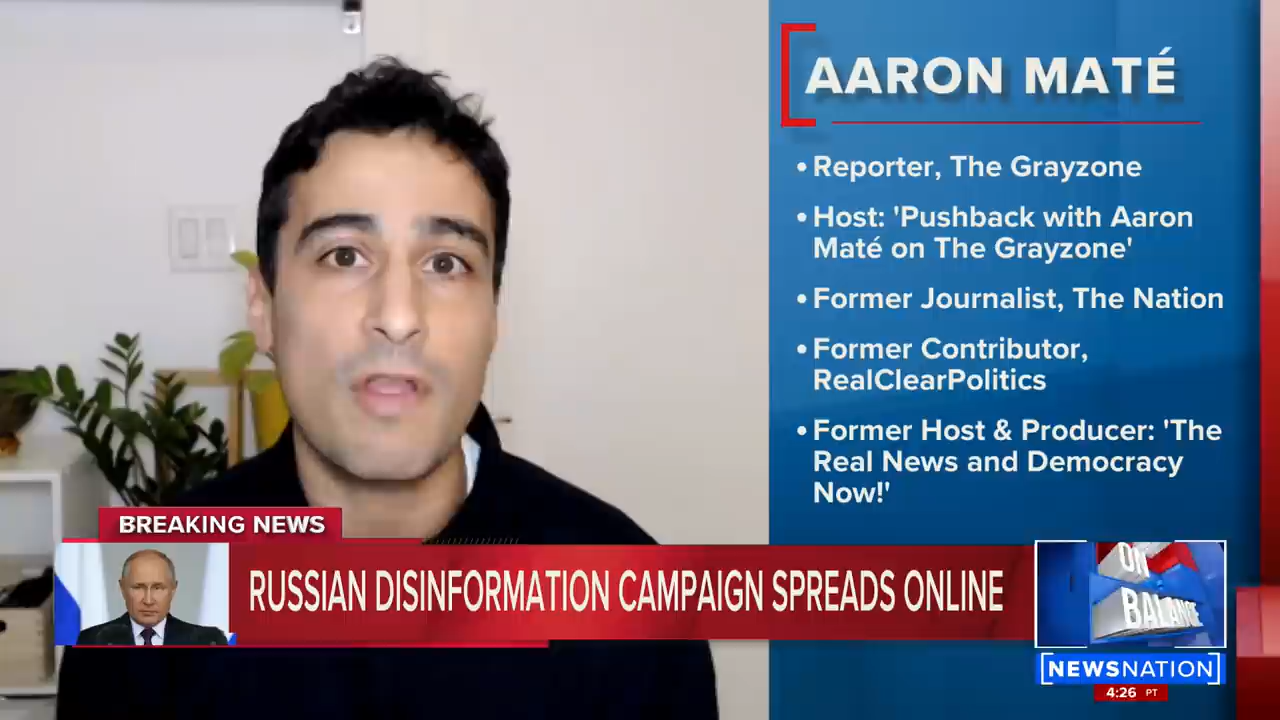 AARON MATÉ
• Reporter, The Grayzone
• Host: 'Pushback with Aaron
Maté on The Grayzone'
• Former Journalist, The Nation
• Former Contributor,
RealClearPolitics
• Former Host & Producer: 'The
Real News and Democracy
Now!'
BREAKING NEWS
RUSSIAN DISINFORMATION CAMPAIGN SPREADS ONLINE
ON
BALANCE
NEWSNATION
4:26 PT